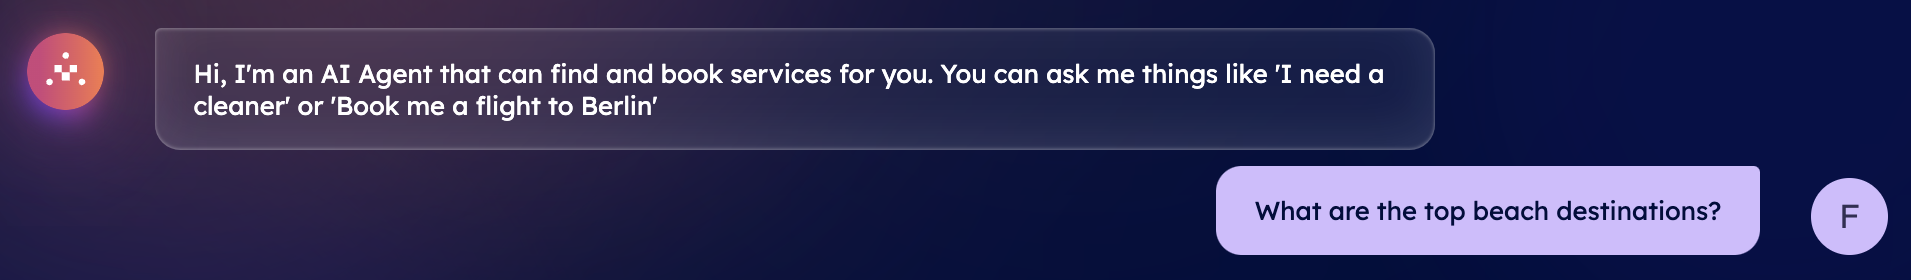 Hi, I'm an AI Agent that can find and book services for you. You can ask me things like 'I need a
cleaner' or 'Book me a flight to Berlin'
What are the top beach destinations?
F